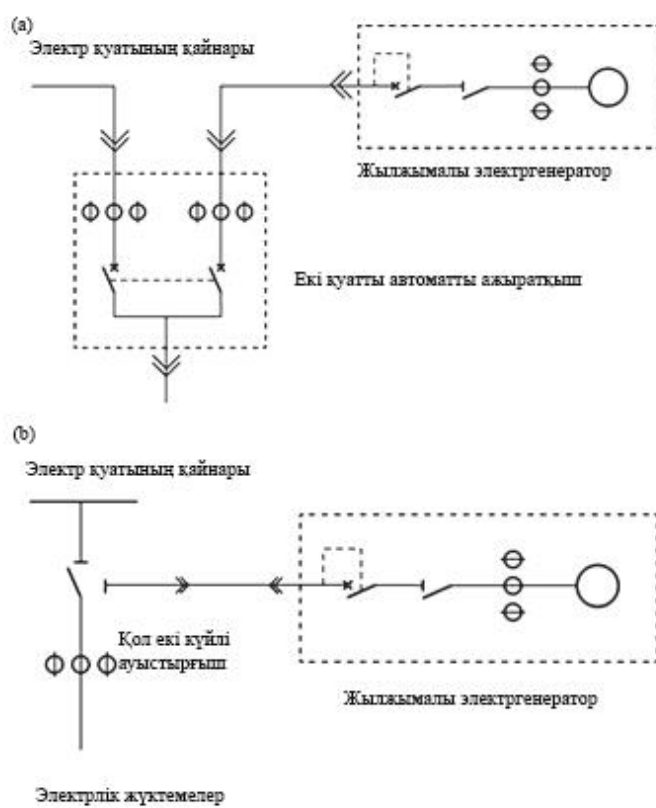 (a)
Электр қуатының қайнары
Жылжымалы электргенератор
Екі қуатты автоматты ажыратқыш
(b)
Электр қуатының қайнары
Қол екі күйлі
ауыстырғыш
Жылжымалы электргенератор
Электрлік жүктемелер